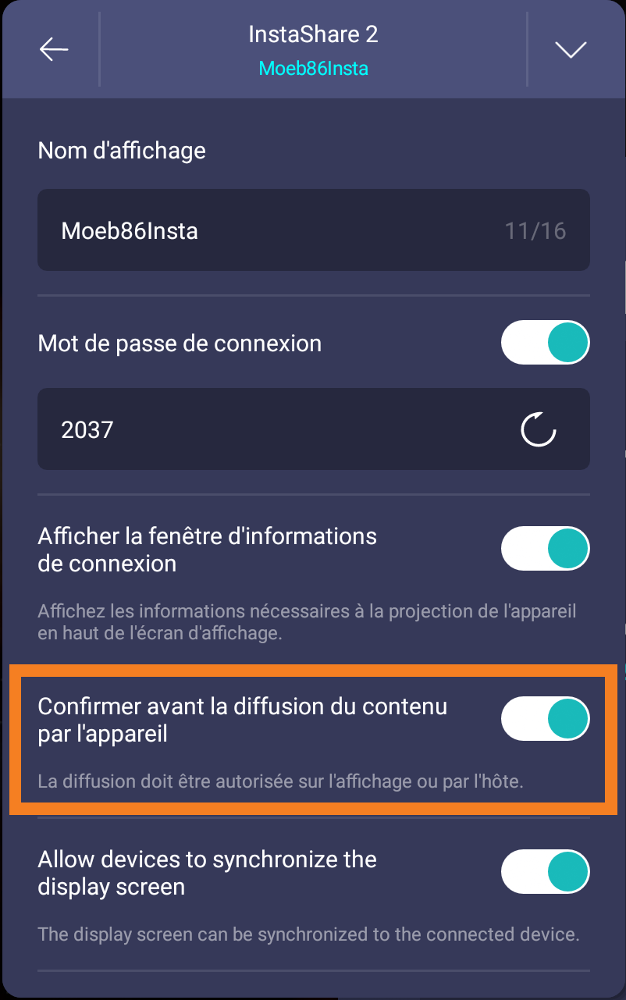 InstaShare 2
Moeb86Insta
Nom d'affichage
Moeb86Insta 11/16
Mot de passe de connexion
2037
Afficher la fenêtre d'informations
de connexion
Affichez les informations nécessaires à la projection de l'appareil
en haut de l'écran d'affichage.
Confirmer avant la diffusion du contenu
par l'appareil
La diffusion doit être autorisée sur l'affichage ou par l'hôte.
Allow devices to synchronize the
display screen
The display screen can be synchronized to the connected device.